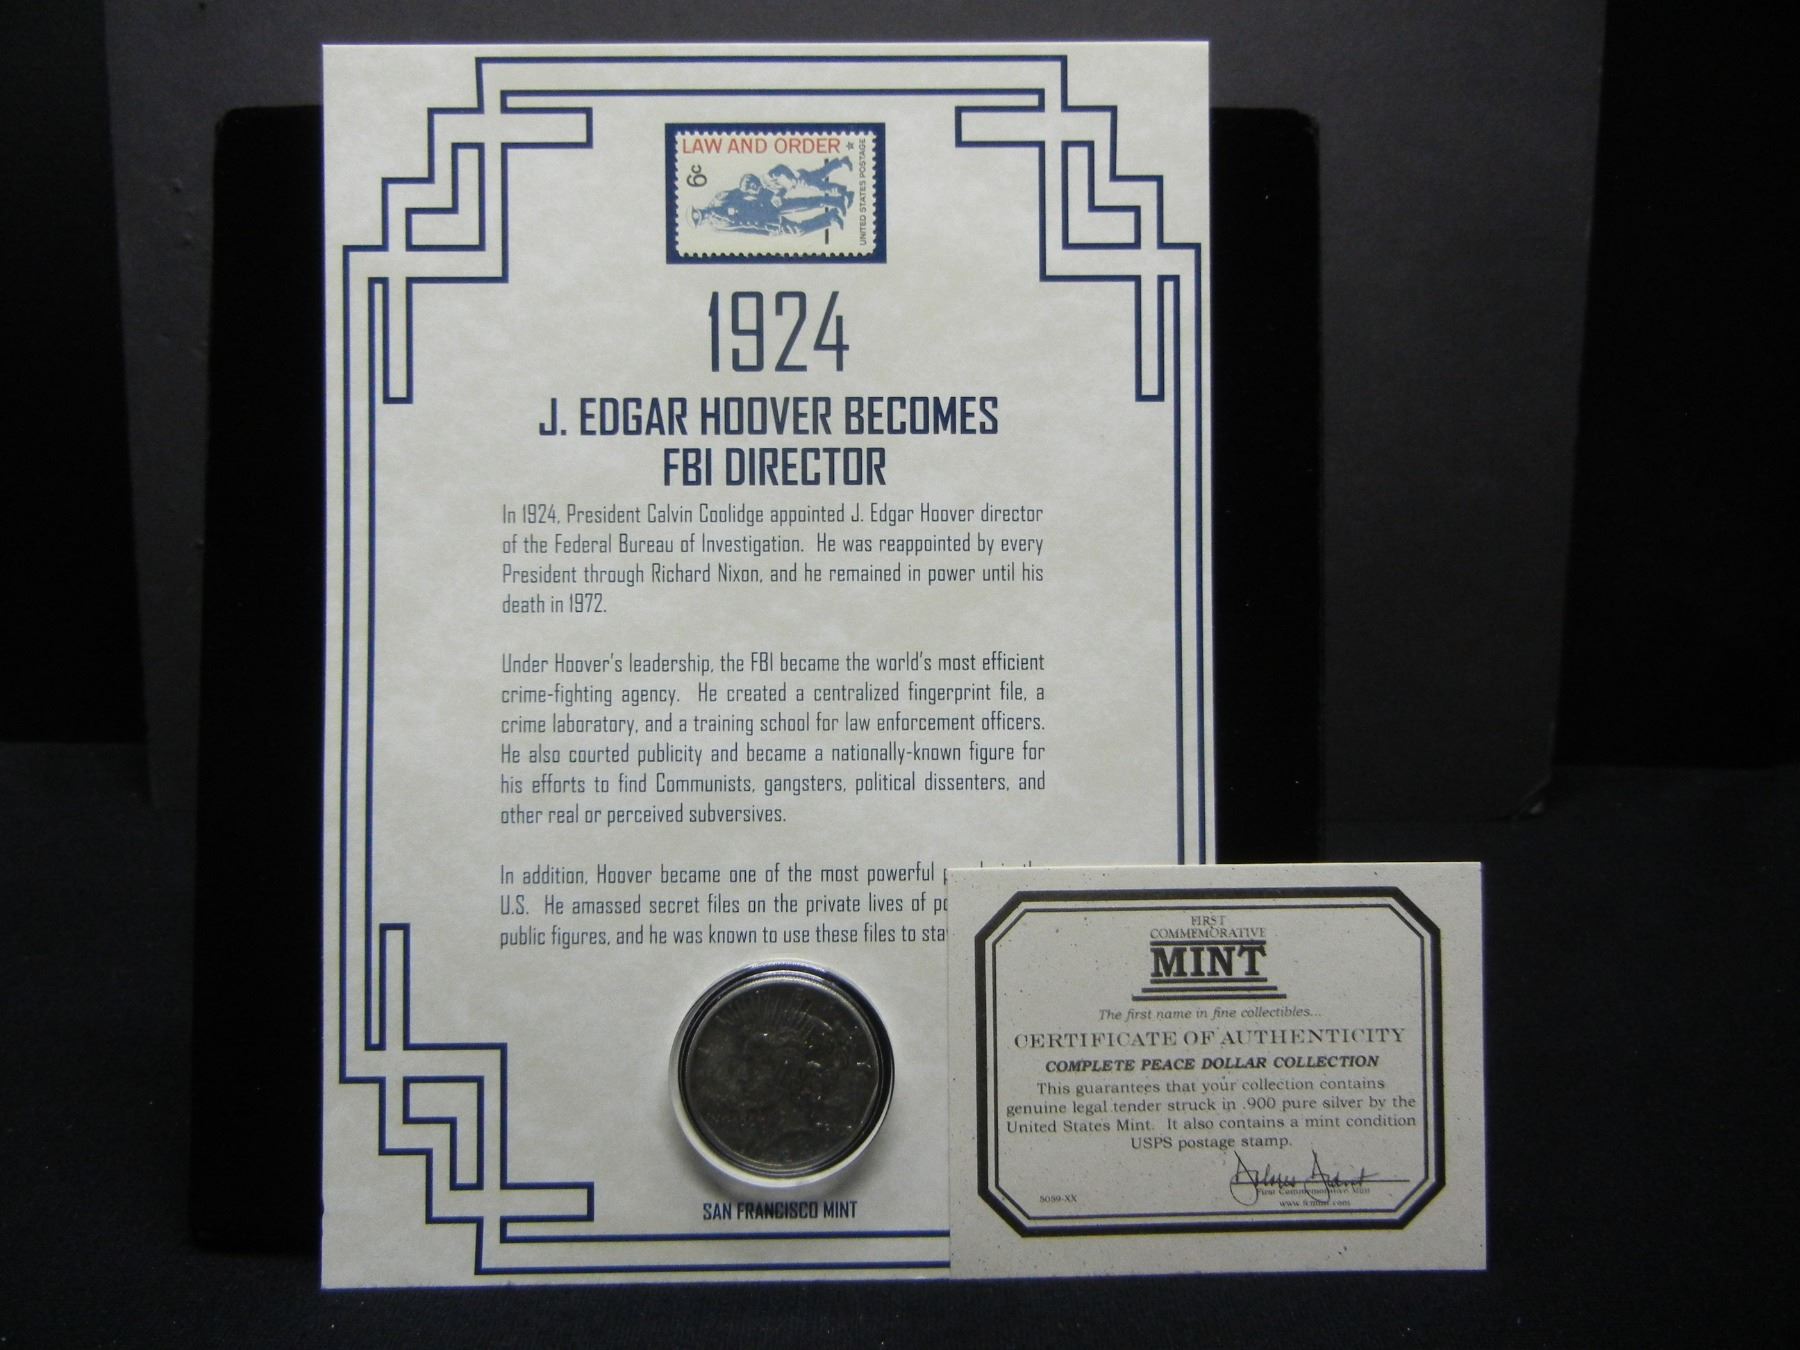 LAW AND ORDER
6c
UNITED STATES POSTAGE
1924
J. EDGAR HOOVER BECOMES
FBI DIRECTOR
In 1924, President Calvin Coolidge appointed J. Edgar Hoover director
of the Federal Bureau of Investigation. He was reappointed by every
President through Richard Nixon, and he remained in power until his
death in 1972.
Under Hoover's leadership, the FBI became the world's most efficient
crime-fighting agency. He created a centralized fingerprint file, a
crime laboratory, and a training school for law enforcement officers.
He also courted publicity and became a nationally-known figure for
his efforts to find Communists, gangsters, political dissenters, and
other real or perceived subversives.
In addition, Hoover became one of the most powerful
U.S. He amassed secret files on the private lives of
public figures, and he was known to use these files to
SAN FRANCISCO MINT
FIRST
COMMEMORATIVE
MINT
The first name in fine collectibles...
CERTIFICATE OF AUTHENTICITY
COMPLETE PEACE DOLLAR COLLECTION
This guarantees that your collection contains
genuine legal tender struck in .900 pure silver by the
United States Mint. It also contains a mint condition
USPS postage stamp.
First Commemorative Mint
5059-XX
www.fcmint.com